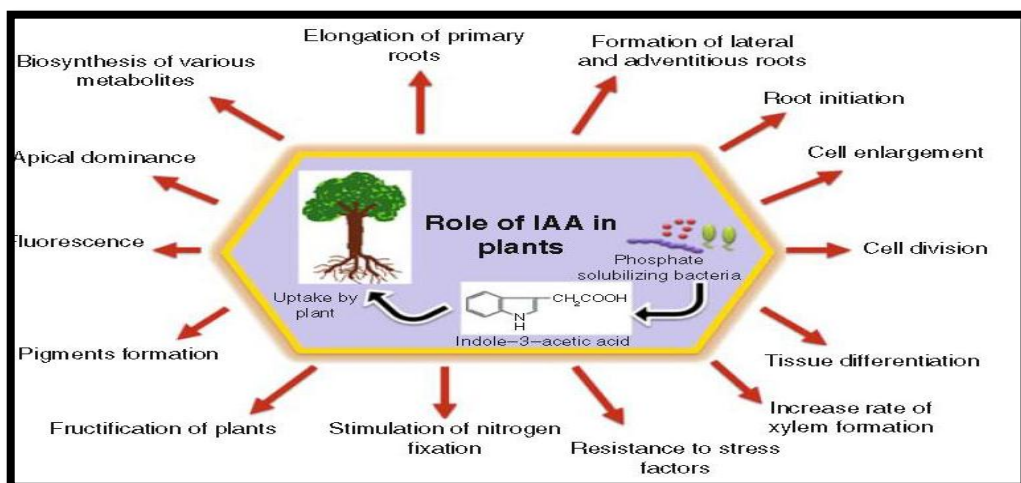 Elongation of primary
roots
Formation of lateral
and adventitious roots
Biosynthesis of various
metabolites
Root initiation
Apical dominance
Cell enlargement
Role of IAA in
plants
fluorescence
Cell division
Phosphate
solubilizing bacteria
Uptake by
plant
CH2COOH
N
H
Indole-3-acetic acid
Pigments formation
Tissue differentiation
Fructification of plants
Stimulation of nitrogen
fixation
Resistance to stress
factors
Increase rate of
xylem formation